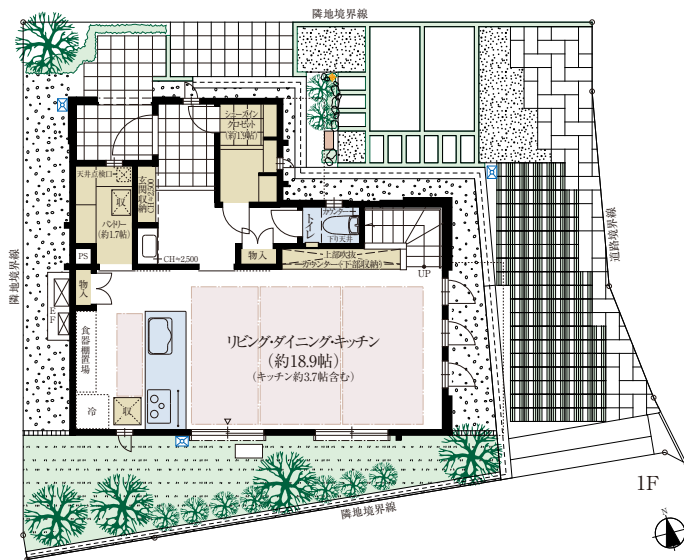 隣地境界線
シューズイン
クロゼット
(約1.9帖)
天井点検口
収
パントリー
(約1.7帖)
玄関収納
CH=2,900
カウンター
トイレ
下り天井
PS
CH=2,500
物入
上部吹抜
カウンター(下部収納)
UP
道路境界線
隣地境界線
物入
EF
食器棚置場
リビング・ダイニング・キッチン
(約18.9帖)
(キッチン約3.7帖含む)
冷
収
隣地境界線
1F
N